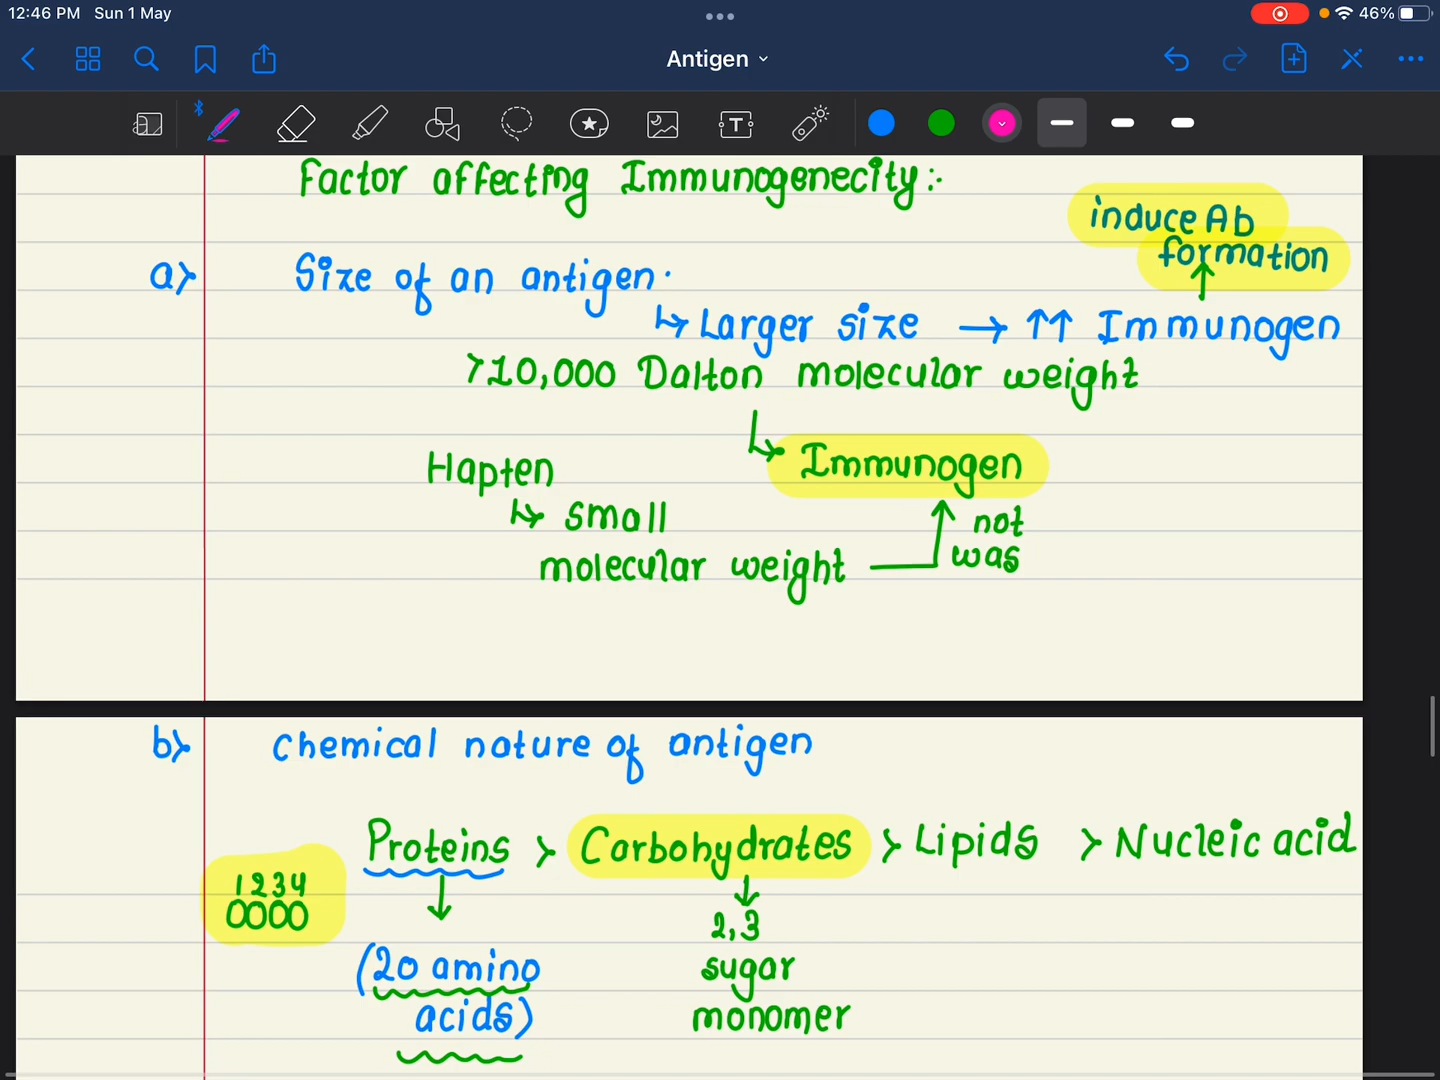 12:46 PM Sun 1 May
46%
Antigen
T
Factor affecting Immunogenecity:-
induce Ab
formation
a> Size of an antigen.
↳ Larger size → ↑↑ Immunogen
>10,000 Dalton molecular weight
↳ Immunogen
Hapten
↳ small
molecular weight
not
was
b> chemical nature of antigen
Proteins > Carbohydrates > Lipids > Nucleic acid
1234
0000
2,3
(20 amino
acids)
sugar
monomer